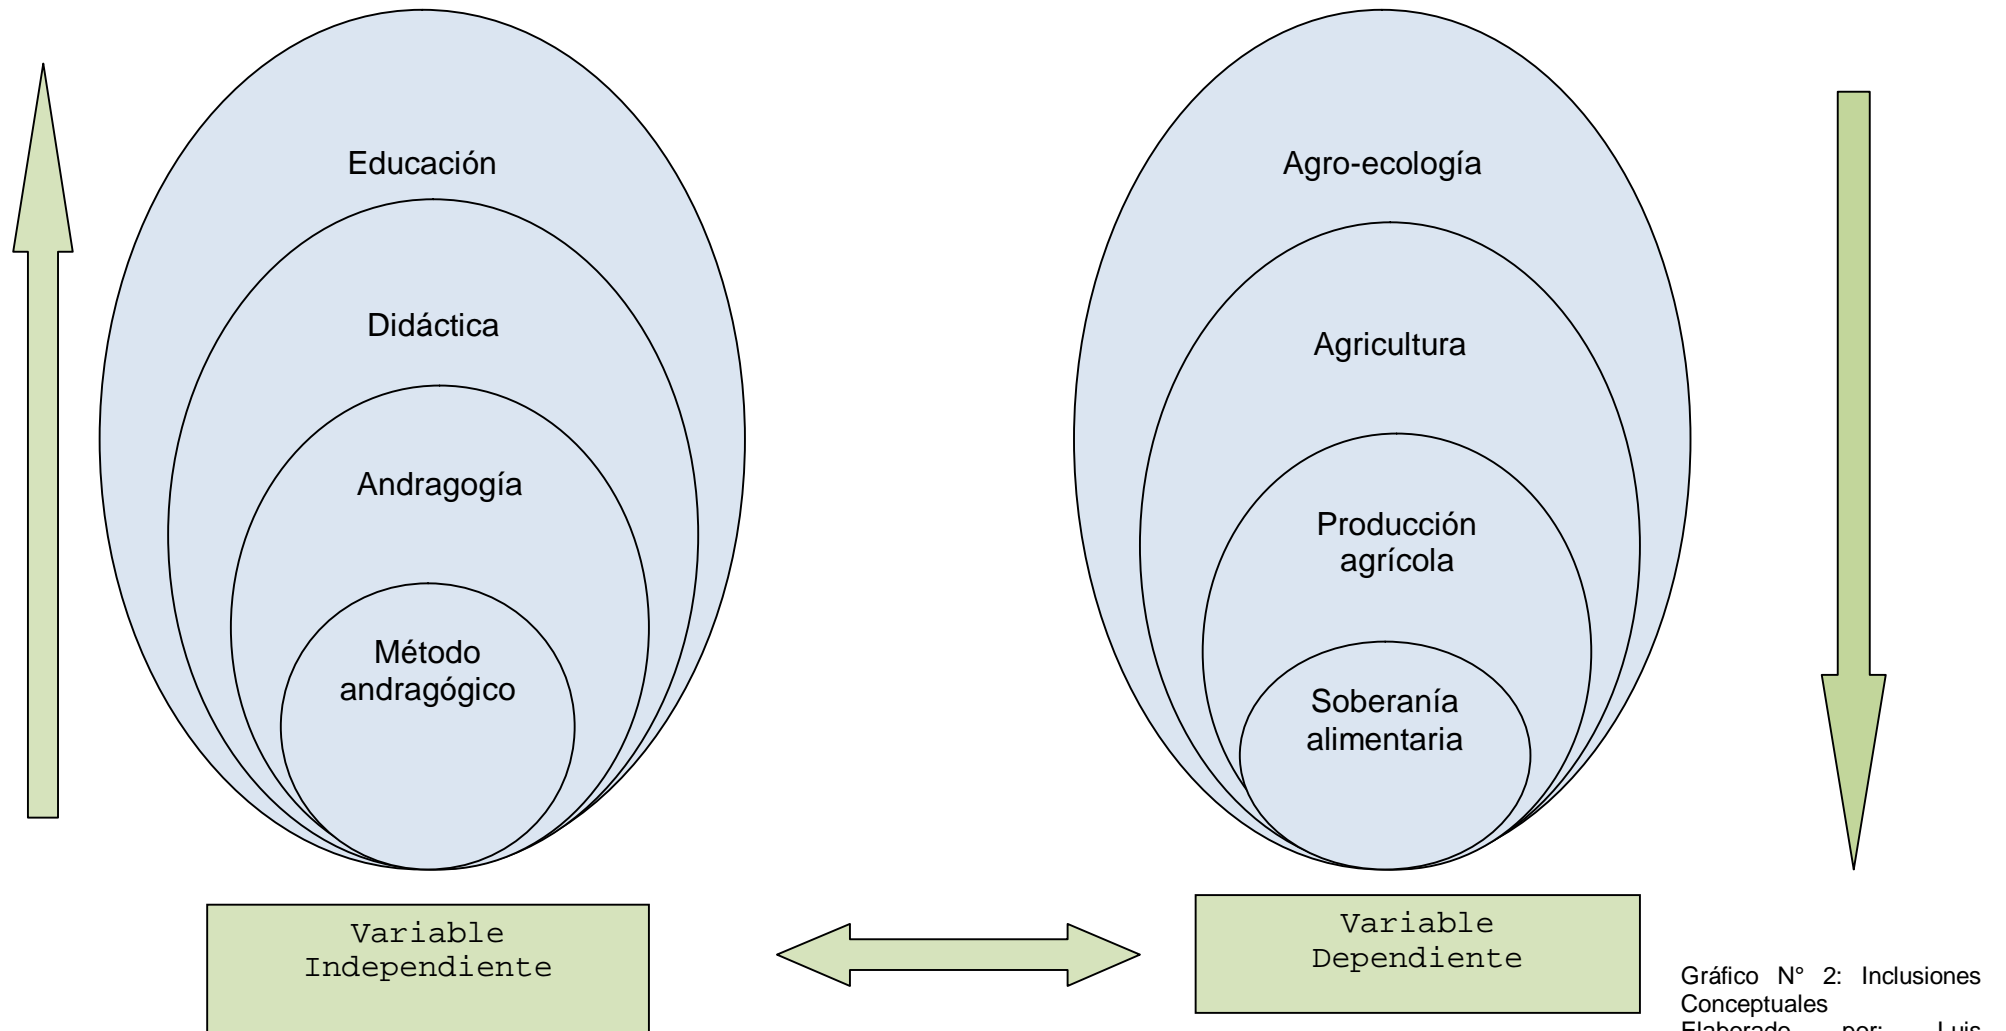 Educación
Didáctica
Andragogía
Método
andragógico
Variable
Independiente
Agro-ecología
Agricultura
Producción
agrícola
Soberanía
alimentaria
Variable
Dependiente
Gráfico N° 2: Inclusiones
Conceptuales
Elaborado por: Luis